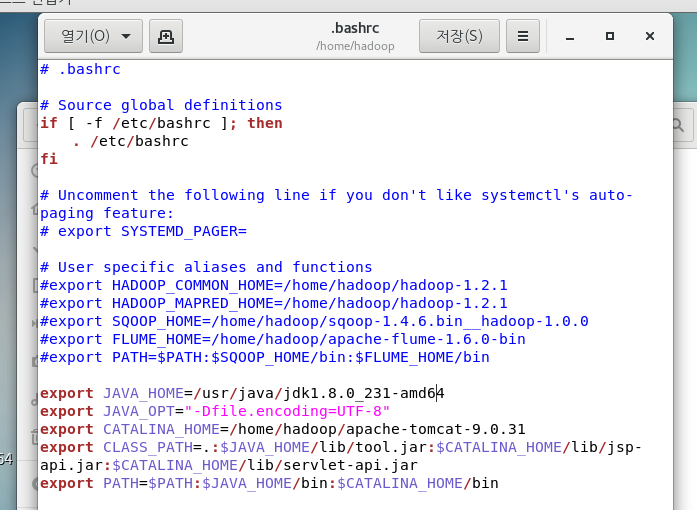 열기(O)
.bashrc
/home/hadoop
저장(S)
# .bashrc
# Source global definitions
if [ -f /etc/bashrc ]; then
    . /etc/bashrc
fi
# Uncomment the following line if you don't like systemctl's auto-
paging feature:
# export SYSTEMD_PAGER=
# User specific aliases and functions
#export HADOOP_COMMON_HOME=/home/hadoop/hadoop-1.2.1
#export HADOOP_MAPRED_HOME=/home/hadoop/hadoop-1.2.1
#export SQOOP_HOME=/home/hadoop/sqoop-1.4.6.bin__hadoop-1.0.0
#export FLUME_HOME=/home/hadoop/apache-flume-1.6.0-bin
#export PATH=$PATH:$SQOOP_HOME/bin:$FLUME_HOME/bin
export JAVA_HOME=/usr/java/jdk1.8.0_231-amd64
export JAVA_OPT="-Dfile.encoding=UTF-8"
export CATALINA_HOME=/home/hadoop/apache-tomcat-9.0.31
export CLASS_PATH=.:$JAVA_HOME/lib/tool.jar:$CATALINA_HOME/lib/jsp-
api.jar:$CATALINA_HOME/lib/servlet-api.jar
export PATH=$PATH:$JAVA_HOME/bin:$CATALINA_HOME/bin